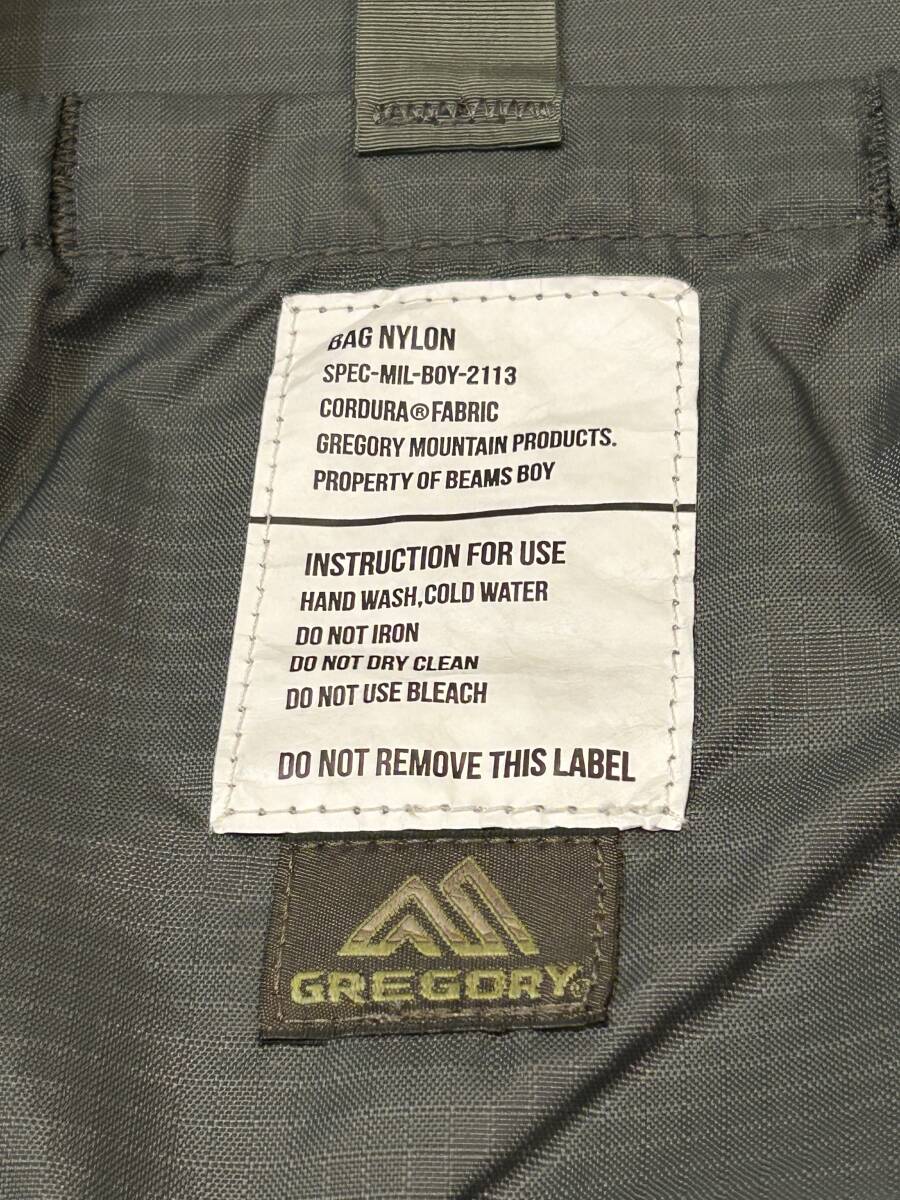 BAG NYLON
SPEC-MIL-BOY-2113
CORDURA®FABRIC
GREGORY MOUNTAIN PRODUCTS.
PROPERTY OF BEAMS BOY
INSTRUCTION FOR USE
HAND WASH,COLD WATER
DO NOT IRON
DO NOT DRY CLEAN
DO NOT USE BLEACH
DO NOT REMOVE THIS LABEL
GREGORY®